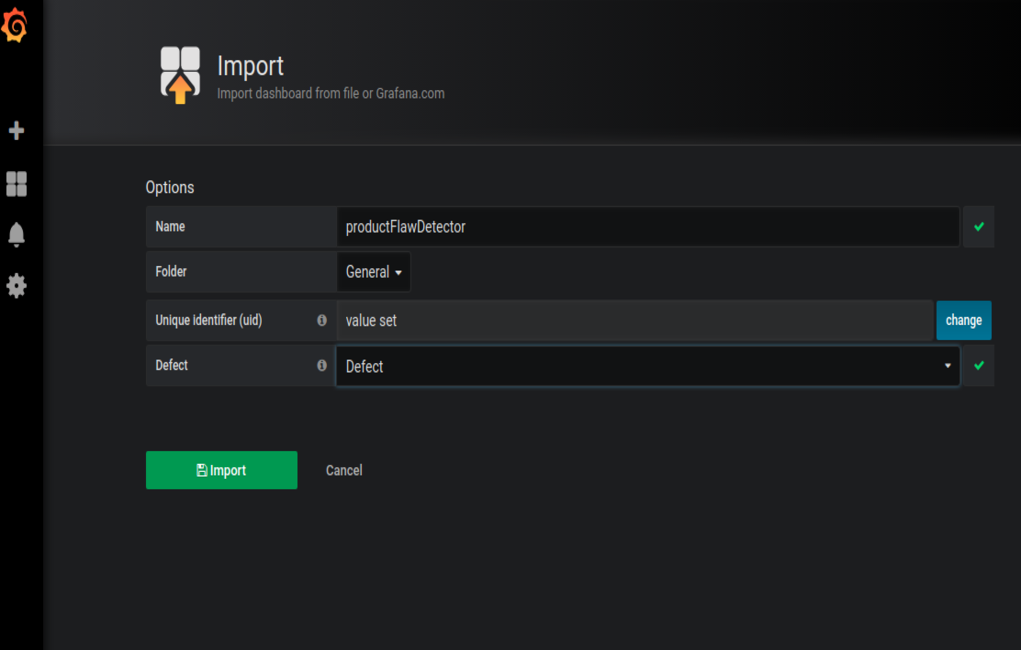 Import
Import dashboard from file or Grafana.com
Options
Name productFlawDetector
Folder General
Unique identifier (uid) value set change
Defect Defect
Import Cancel